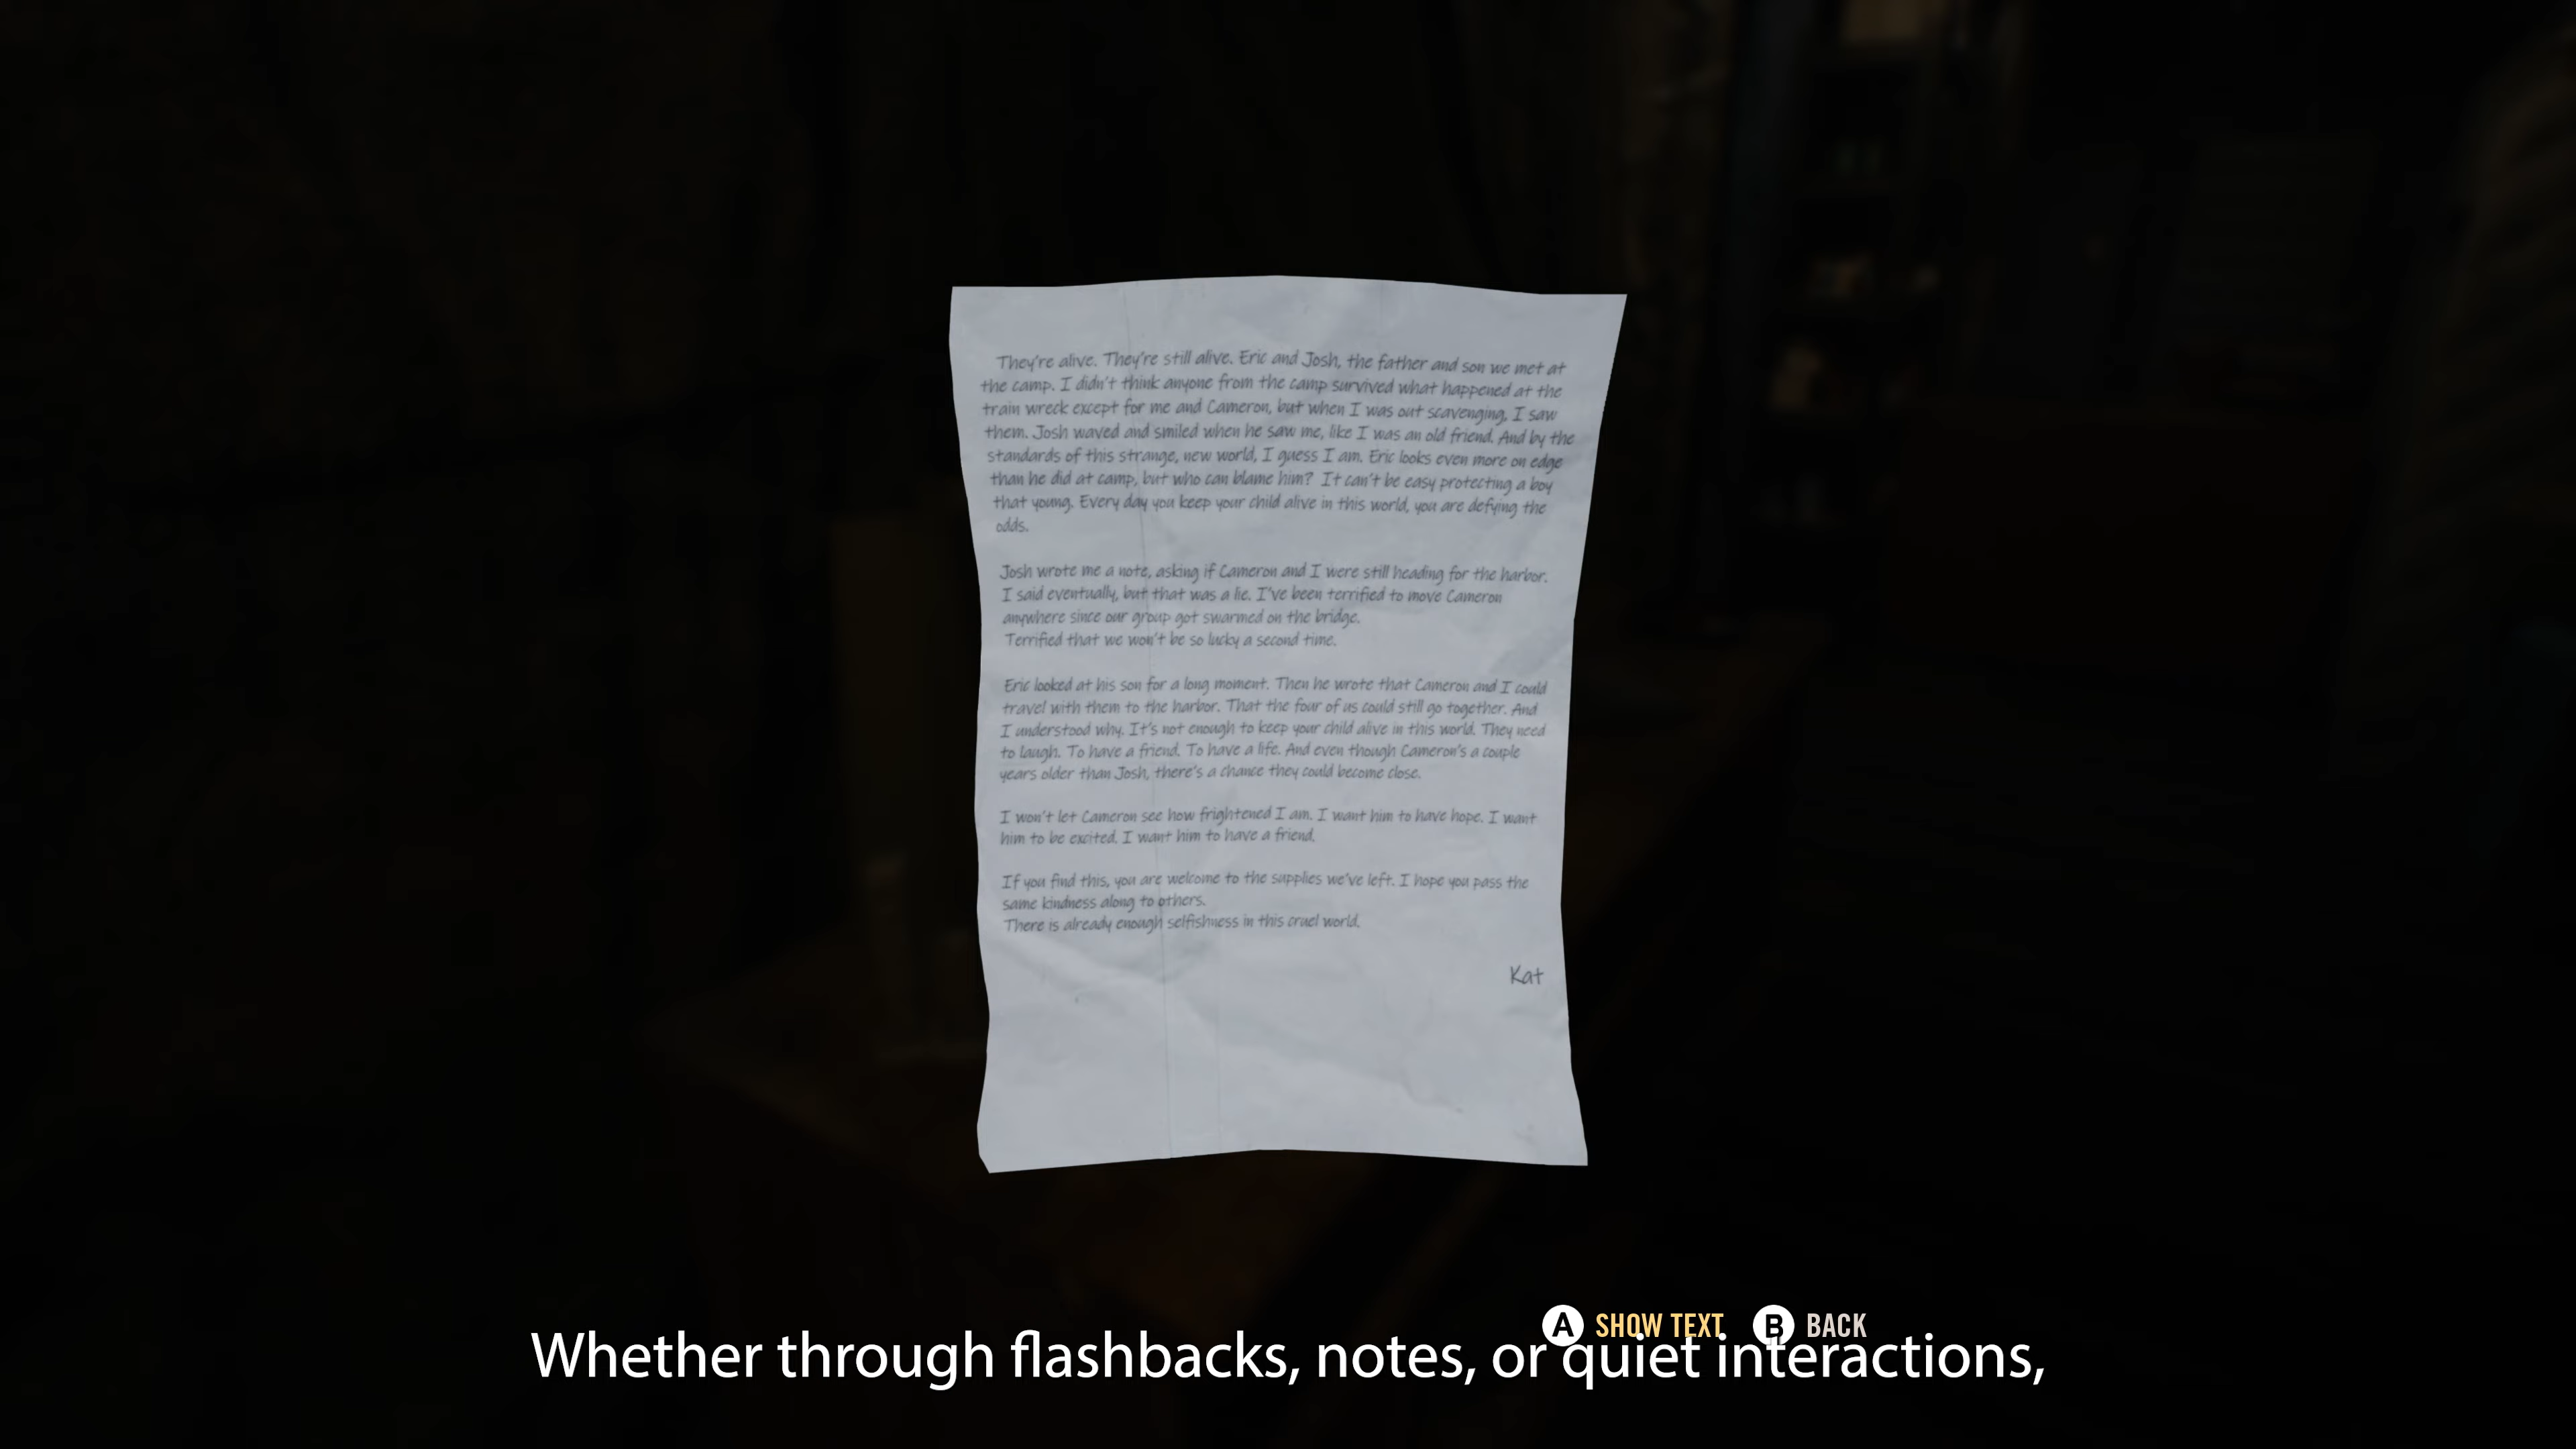 They're alive. They're still alive. Eric and Josh, the father and son we met at
the camp. I didn't think anyone from the camp survived what happened at the
train wreck except for me and Cameron, but when I was out scavenging, I saw
them. Josh waved and smiled when he saw me, like I was an old friend. And by the
standards of this strange, new world, I guess I am. Eric looks even more on edge
than he did at camp, but who can blame him? It can't be easy protecting a boy
that young. Every day you keep your child alive in this world, you are defying the
odds.
Josh wrote me a note, asking if Cameron and I were still heading for the harbor.
I said eventually, but that was a lie. I've been terrified to move Cameron
anywhere since our group got swarmed on the bridge.
Terrified that we won't be so lucky a second time.
Eric looked at his son for a long moment. Then he wrote that Cameron and I could
travel with them to the harbor. That the four of us could still go together. And
I understood why. It's not enough to keep your child alive in this world. They need
to laugh. To have a friend. To have a life. And even though Cameron's a couple
years older than Josh, there's a chance they could become close.
I won't let Cameron see how frightened I am. I want him to have hope. I want
him to be excited. I want him to have a friend.
If you find this, you are welcome to the supplies we've left. I hope you pass the
same kindness along to others.
There is already enough selfishness in this cruel world.
Kat
A SHOW TEXT B BACK
Whether through flashbacks, notes, or quiet interactions,